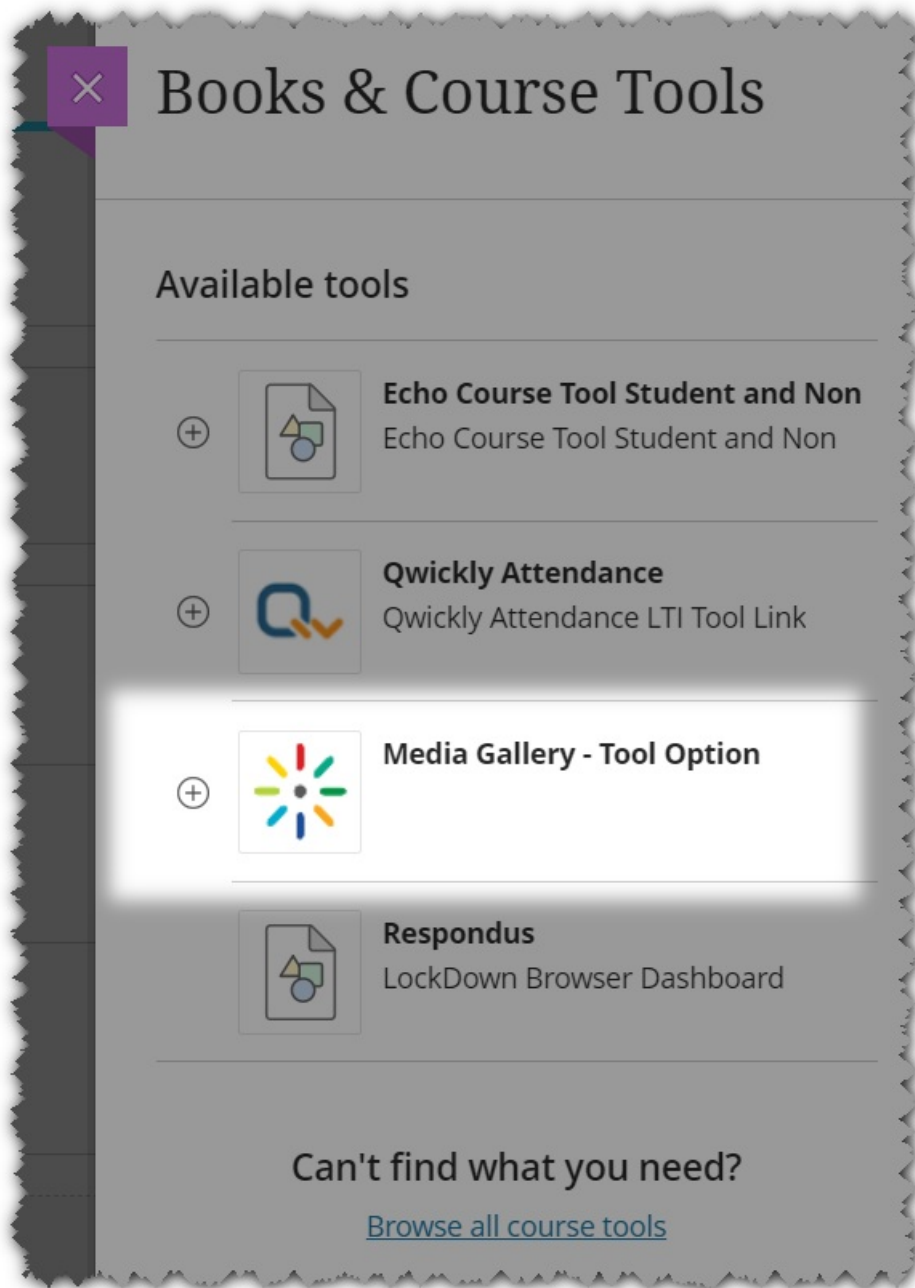 Books & Course Tools
Available tools
Echo Course Tool Student and Non
Echo Course Tool Student and Non
Qwickly Attendance
Qwickly Attendance LTI Tool Link
Media Gallery - Tool Option
Respondus
LockDown Browser Dashboard
Can't find what you need?
Browse all course tools